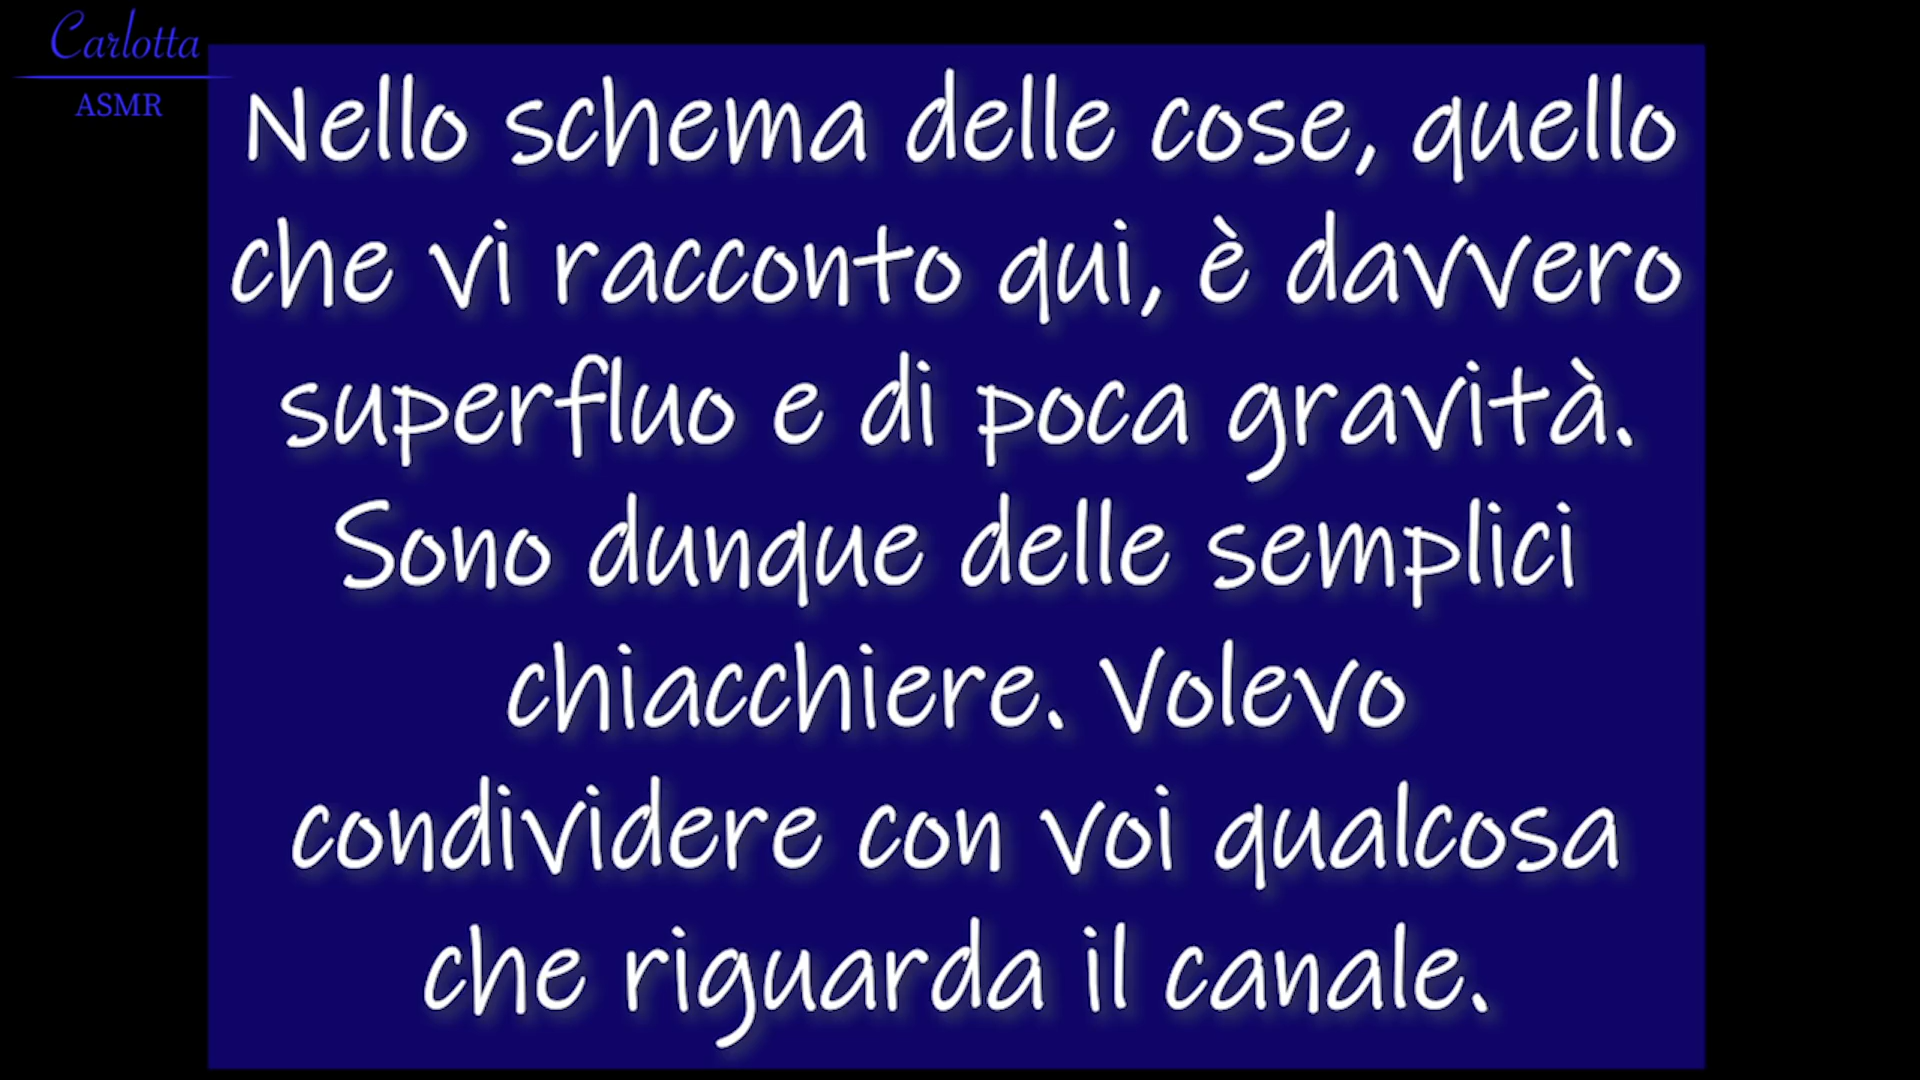 Carlotta
ASMR
Nello schema delle cose, quello
che vi racconto qui, è davvero
superfluo e di poca gravità.
Sono dunque delle semplici
chiacchiere. Volevo
condividere con voi qualcosa
che riguarda il canale.